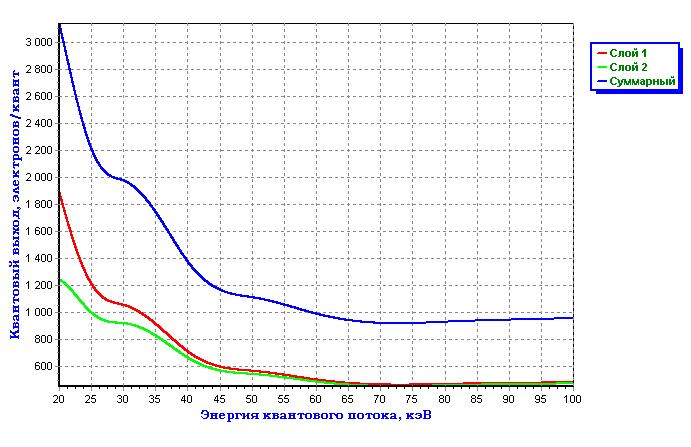 Квантовый выход, электронов/квант
3 000
2 800
2 600
2 400
2 200
2 000
1 800
1 600
1 400
1 200
1 000
800
600
20 25 30 35 40 45 50 55 60 65 70 75 80 85 90 95 100
Энергия квантового потока, кэВ
Слой 1
Слой 2
Суммарный